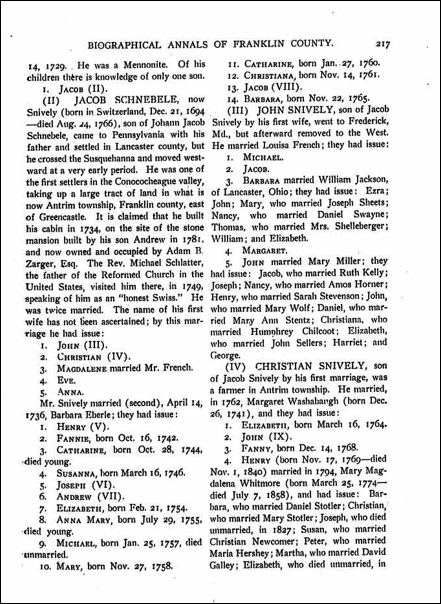 BIOGRAPHICAL ANNALS OF FRANKLIN COUNTY. 217
14, 1729. He was a Mennonite. Of his
children there is knowledge of only one son.
1. JACOB (II).
(II) JACOB SCHNEBELE, now
Snively (born in Switzerland, Dec. 21, 1694
—died Aug. 24, 1766), son of Johann Jacob
Schnebele, came to Pennsylvania with his
father and settled in Lancaster county, but
he crossed the Susquehanna and moved west-
ward at a very early period. He was one of
the first settlers in the Conococheague valley,
taking up a large tract of land in what is
now Antrim township, Franklin county, east
of Greencastle. It is claimed that he built
his cabin in 1734, on the site of the stone
mansion built by his son Andrew in 1781,
and now owned and occupied by Adam B.
Zarger, Esq. The Rev. Michael Schlatter,
the father of the Reformed Church in the
United States, visited him there, in 1749,
speaking of him as an "honest Swiss." He
was twice married. The name of his first
wife has not been ascertained; by this mar-
riage he had issue:
1. JOHN (III).
2. CHRISTIAN (IV).
3. MAGDALENE married Mr. French.
4. EVE.
5. ANNA.
Mr. Snively married (second), April 14,
1736, Barbara Eberle; they had issue:
1. HENRY (V).
2. FANNIE, born Oct. 16, 1742.
3. CATHARINE, born Oct. 28, 1744,
died young.
4. SUSANNA, born March 16, 1746.
5. JOSEPH (VI).
6. ANDREW (VII).
7. ELIZABETH, born Feb. 21, 1754.
8. ANNA MARY, born July 29, 1755,
died young.
9. MICHAEL, born Jan. 25, 1757, died
unmarried.
10. MARY, born Nov. 27, 1758.
11. CATHARINE, born Jan. 27, 1760.
12. CHRISTIANA, born Nov. 14, 1761.
13. JACOB (VIII).
14. BARBARA, born Nov. 22, 1765.
(III) JOHN SNIVELY, son of Jacob
Snively by his first wife, went to Frederick,
Md., but afterward removed to the West.
He married Louisa French; they had issue:
1. MICHAEL.
2. JACOB.
3. BARBARA married William Jackson,
of Lancaster, Ohio; they had issue: Ezra;
John; Mary, who married Joseph Sheets;
Nancy, who married Daniel Swayne;
Thomas, who married Mrs. Shelleberger;
William; and Elizabeth.
4. MARGARET.
5. JOHN married Mary Miller; they
had issue: Jacob, who married Ruth Kelly;
Joseph; Nancy, who married Amos Horner;
Henry, who married Sarah Stevenson; John,
who married Mary Wolf; Daniel, who mar-
ried Mary Ann Stentz; Christiana, who
married Humphrey Chilcoot; Elizabeth,
who married John Sellers; Harriet; and
George.
(IV) CHRISTIAN SNIVELY, son
of Jacob Snively by his first marriage, was
a farmer in Antrim township. He married,
in 1762, Margaret Washabaugh (born Dec.
26, 1741), and they had issue:
1. ELIZABETH, born March 16, 1764.
2. JOHN (IX).
3. FANNY, born Dec. 14, 1768.
4. HENRY (born Nov. 17, 1769—died
Nov. 1, 1840) married in 1794, Mary Mag-
dalena Whitmore (born March 25, 1774—
died July 7, 1858), and had issue: Bar-
bara, who married Daniel Stotler; Christian,
who married Mary Stotler; Joseph, who died
unmarried, in 1827; Susan, who married
Christian Newcomer; Peter, who married
Maria Hershey; Martha, who married David
Galley; Elizabeth, who died unmarried, in